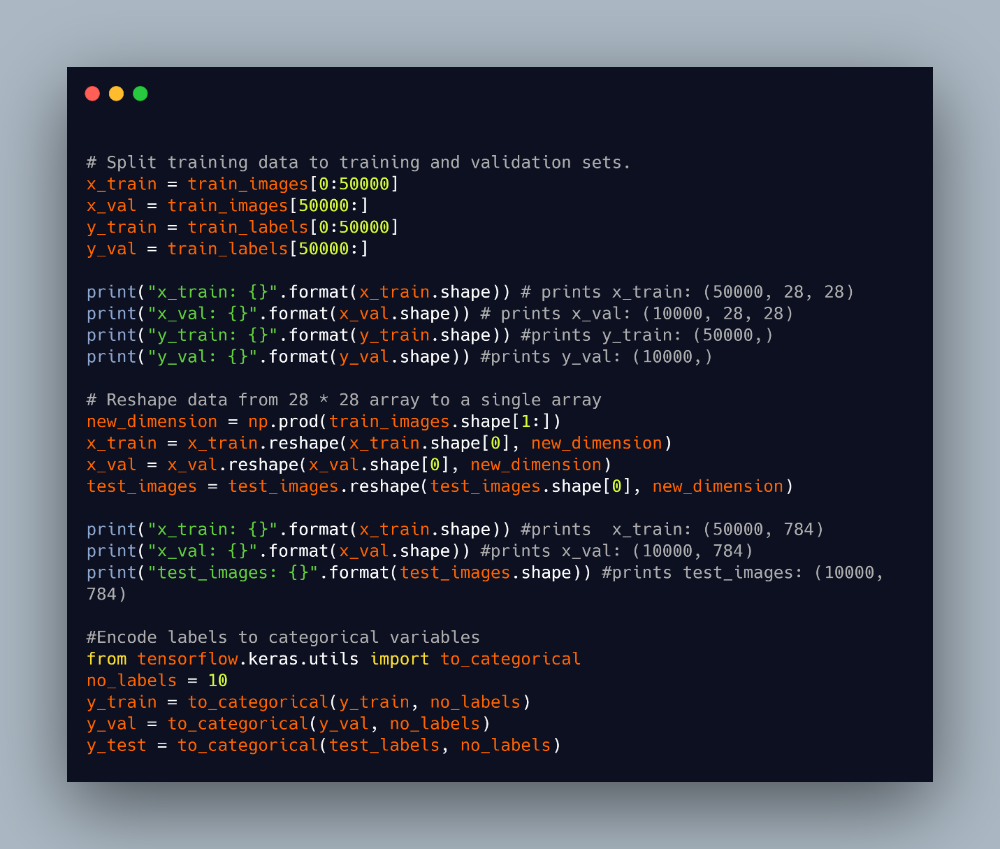 # Split training data to training and validation sets.
x_train = train_images[0:50000]
x_val = train_images[50000:]
y_train = train_labels[0:50000]
y_val = train_labels[50000:]
print("x_train: {}".format(x_train.shape)) # prints x_train: (50000, 28, 28)
print("x_val: {}".format(x_val.shape)) # prints x_val: (10000, 28, 28)
print("y_train: {}".format(y_train.shape)) #prints y_train: (50000,)
print("y_val: {}".format(y_val.shape)) #prints y_val: (10000,)
# Reshape data from 28 * 28 array to a single array
new_dimension = np.prod(train_images.shape[1:])
x_train = x_train.reshape(x_train.shape[0], new_dimension)
x_val = x_val.reshape(x_val.shape[0], new_dimension)
test_images = test_images.reshape(test_images.shape[0], new_dimension)
print("x_train: {}".format(x_train.shape)) #prints  x_train: (50000, 784)
print("x_val: {}".format(x_val.shape)) #prints x_val: (10000, 784)
print("test_images: {}".format(test_images.shape)) #prints test_images: (10000,
784)
#Encode labels to categorical variables
from tensorflow.keras.utils import to_categorical
no_labels = 10
y_train = to_categorical(y_train, no_labels)
y_val = to_categorical(y_val, no_labels)
y_test = to_categorical(test_labels, no_labels)